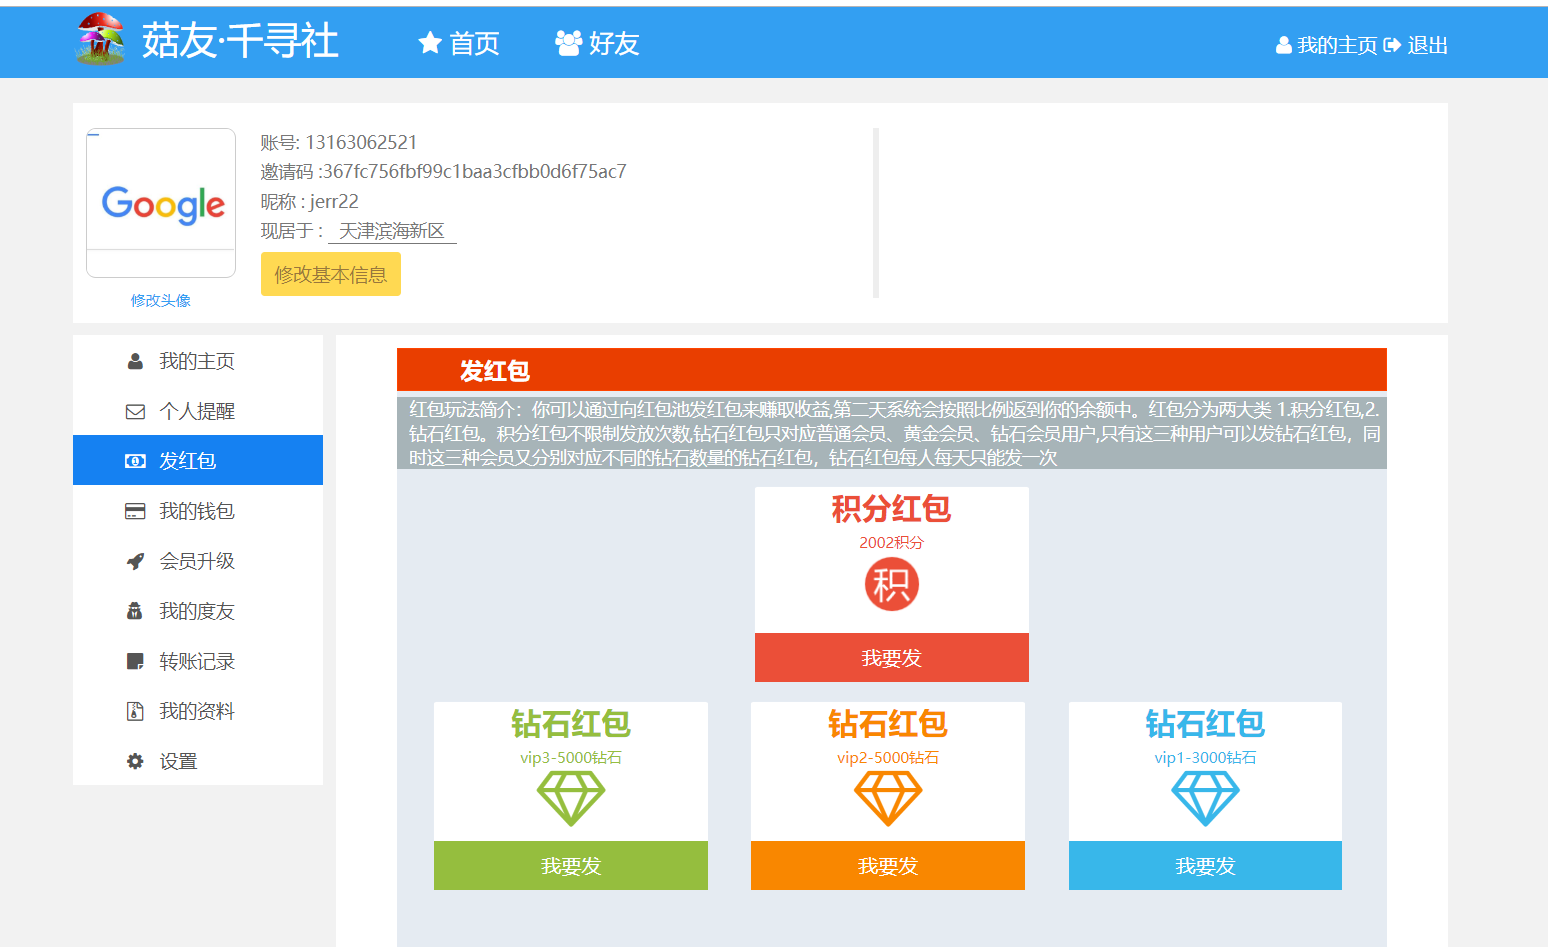 菇友·千寻社
首页
好友
我的主页
退出
Google
修改头像
账号: 13163062521
邀请码 :367fc756fbf99c1baa3cfbb0d6f75ac7
昵称 : jerr22
现居于 : 天津滨海新区
修改基本信息
我的主页
个人提醒
发红包
我的钱包
会员升级
我的度友
转账记录
我的资料
设置
发红包
红包玩法简介：你可以通过向红包池发红包来赚取收益,第二天系统会按照比例返到你的余额中。红包分为两大类 1.积分红包,2.
钻石红包。积分红包不限制发放次数,钻石红包只对应普通会员、黄金会员、钻石会员用户,只有这三种用户可以发钻石红包，同
时这三种会员又分别对应不同的钻石数量的钻石红包，钻石红包每人每天只能发一次
积分红包
2002积分
积
我要发
钻石红包
vip3-5000钻石
我要发
钻石红包
vip2-5000钻石
我要发
钻石红包
vip1-3000钻石
我要发